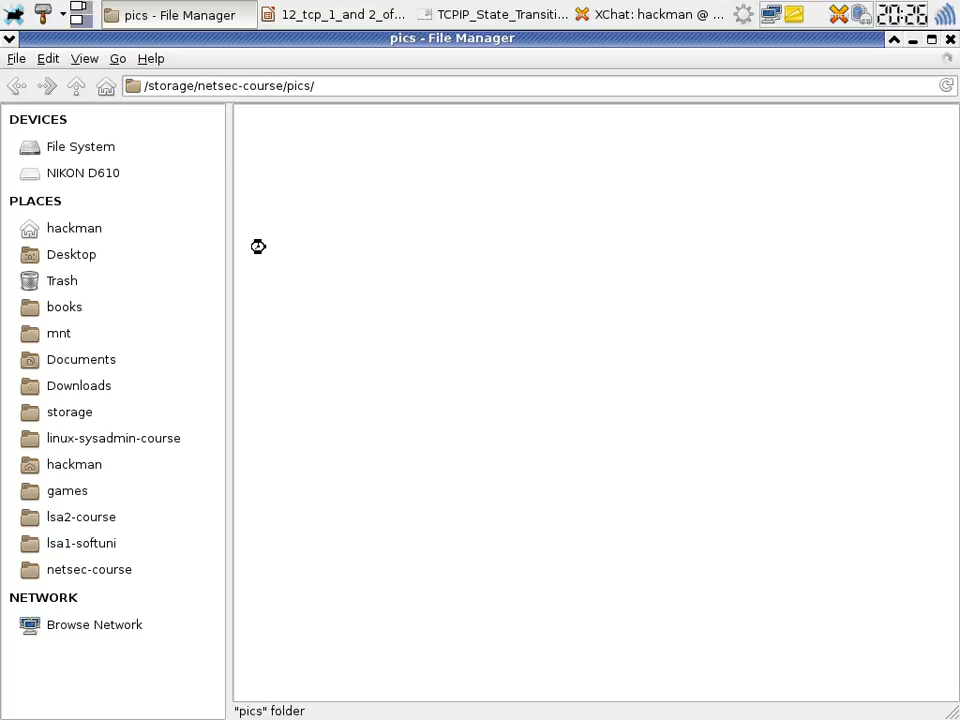 pics - File Manager
12_tcp_1_and 2_of...
TCPIP_State_Transiti...
XChat: hackman @ ...
20:26
pics - File Manager
File Edit View Go Help
/storage/netsec-course/pics/
DEVICES
File System
NIKON D610
PLACES
hackman
Desktop
Trash
books
mnt
Documents
Downloads
storage
linux-sysadmin-course
hackman
games
lsa2-course
lsa1-softuni
netsec-course
NETWORK
Browse Network
"pics" folder